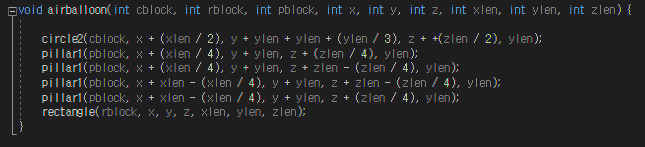 void airballoon(int cblock, int rblock, int pblock, int x, int y, int z, int xlen, int ylen, int zlen) {
circle2(cblock, x + (xlen / 2), y + ylen + ylen + (ylen / 3), z + +(zlen / 2), ylen);
pillar1(pblock, x + (xlen / 4), y + ylen, z + (zlen / 4), ylen);
pillar1(pblock, x + (xlen / 4), y + ylen, z + zlen - (zlen / 4), ylen);
pillar1(pblock, x + xlen - (xlen / 4), y + ylen, z + zlen - (zlen / 4), ylen);
pillar1(pblock, x + xlen - (xlen / 4), y + ylen, z + (zlen / 4), ylen);
rectangle(rblock, x, y, z, xlen, ylen, zlen);
}